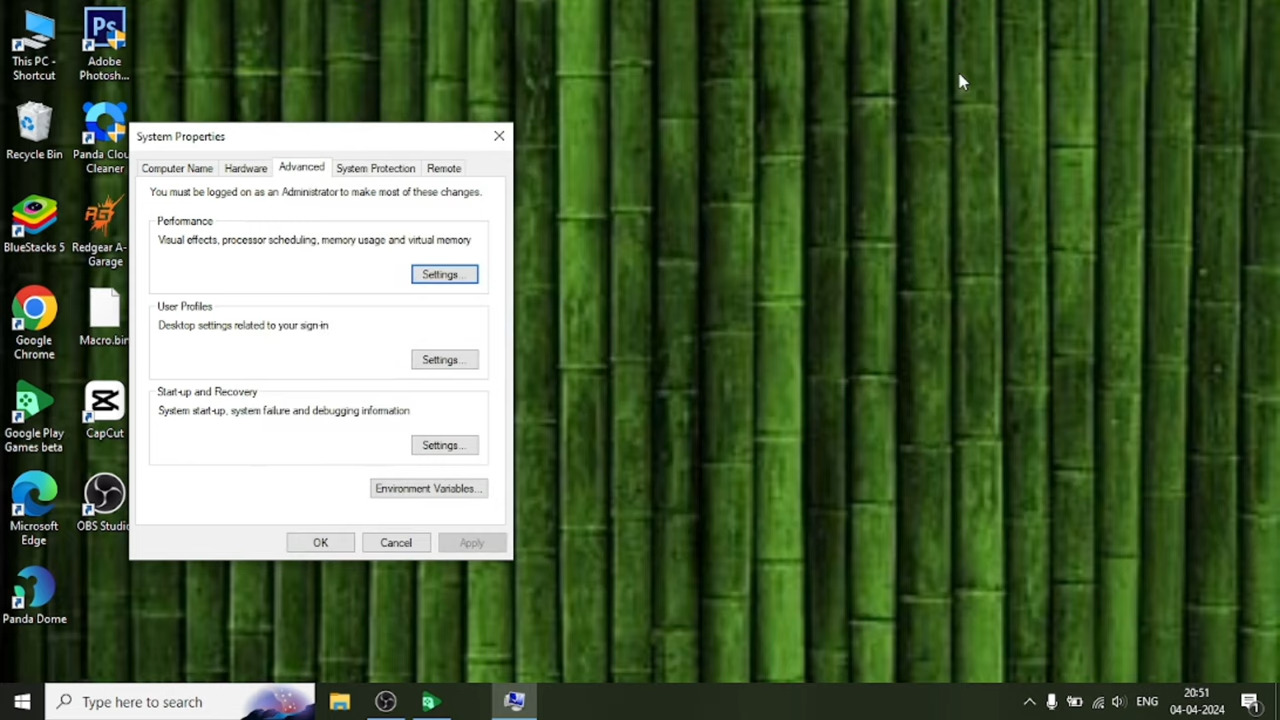 This PC -
Shortcut
Ps
Adobe
Photosh...
Recycle Bin
Panda Clou
Cleaner
BlueStacks 5
Redgear A-
Garage
Google
Chrome
Macro.bin
Google Play
Games beta
CapCut
Microsoft
Edge
OBS Studio
Panda Dome
System Properties
Computer Name
Hardware
Advanced
System Protection
Remote
You must be logged on as an Administrator to make most of these changes.
Performance
Visual effects, processor scheduling, memory usage and virtual memory
Settings...
User Profiles
Desktop settings related to your sign-in
Settings...
Start-up and Recovery
System start-up, system failure and debugging information
Settings...
Environment Variables...
OK
Cancel
Apply
Type here to search
ENG
20:51
04-04-2024
1